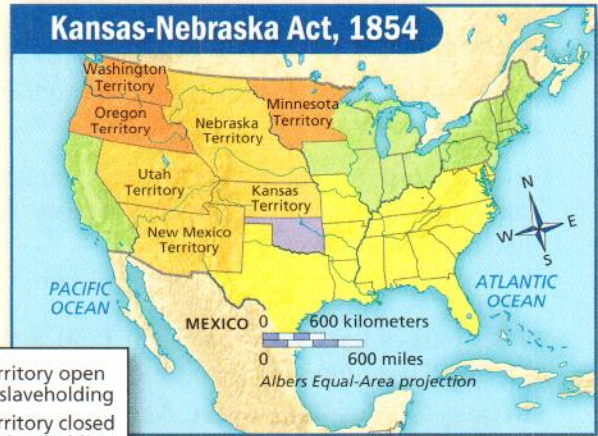 Kansas-Nebraska Act, 1854
Washington
Territory
Oregon
Territory
Nebraska
Territory
Minnesota
Territory
Utah
Territory
Kansas
Territory
New Mexico
Territory
N
W
E
S
PACIFIC
OCEAN
ATLANTIC
OCEAN
MEXICO
0 600 kilometers
0 600 miles
Albers Equal-Area projection
rritory open
slaveholding
rritory closed